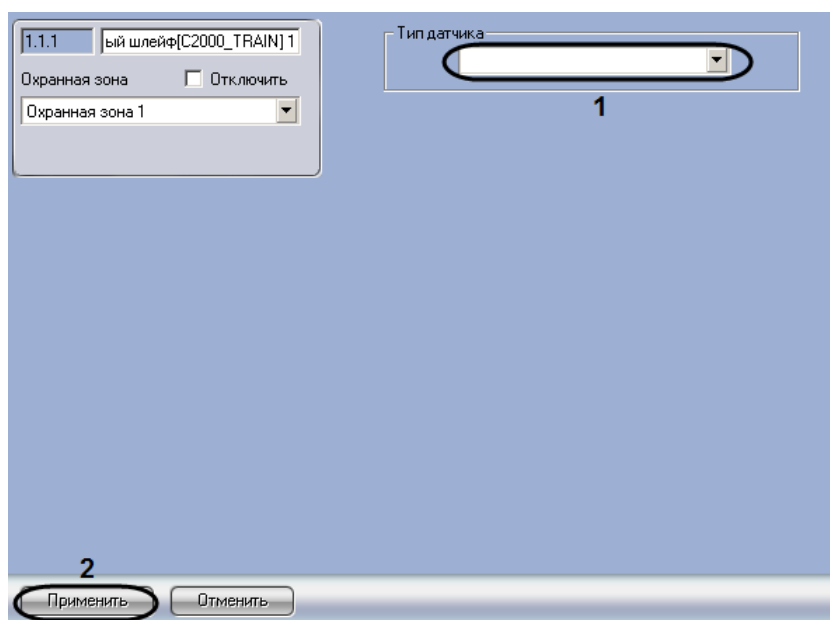 1.1.1 ый шлейф[C2000_TRAIN] 1
Охранная зона Отключить
Охранная зона 1
Тип датчика
1
2
Применить Отменить